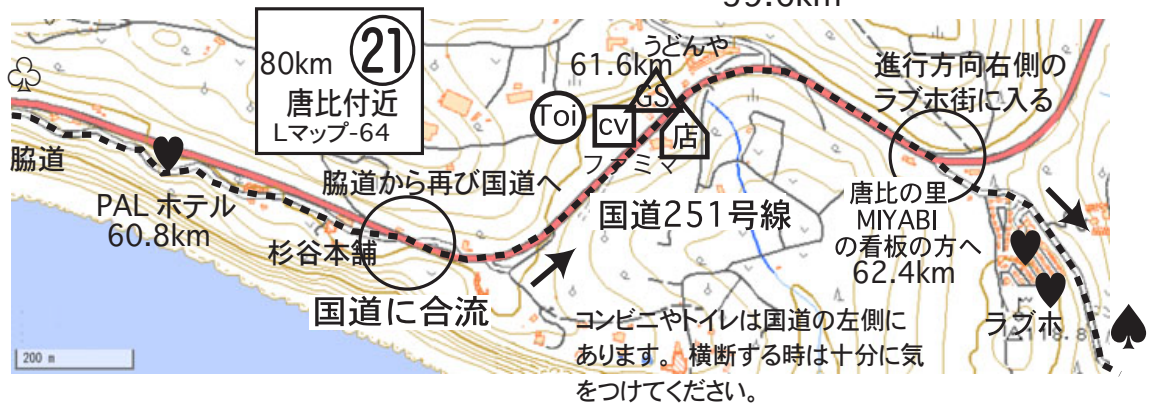 80km ㉑
唐比付近
Lマップ-64
うどんや
61.6km
GS
Toi
CV
店
ファミマ
進行方向右側の
ラブホ街に入る
脇道
PAL ホテル
60.8km
脇道から再び国道へ
杉谷本舗
国道に合流
国道251号線
唐比の里
MIYABI
の看板の方へ
62.4km
コンビニやトイレは国道の左側に
あります。横断する時は十分に気
をつけてください。
ラブホ
200 m